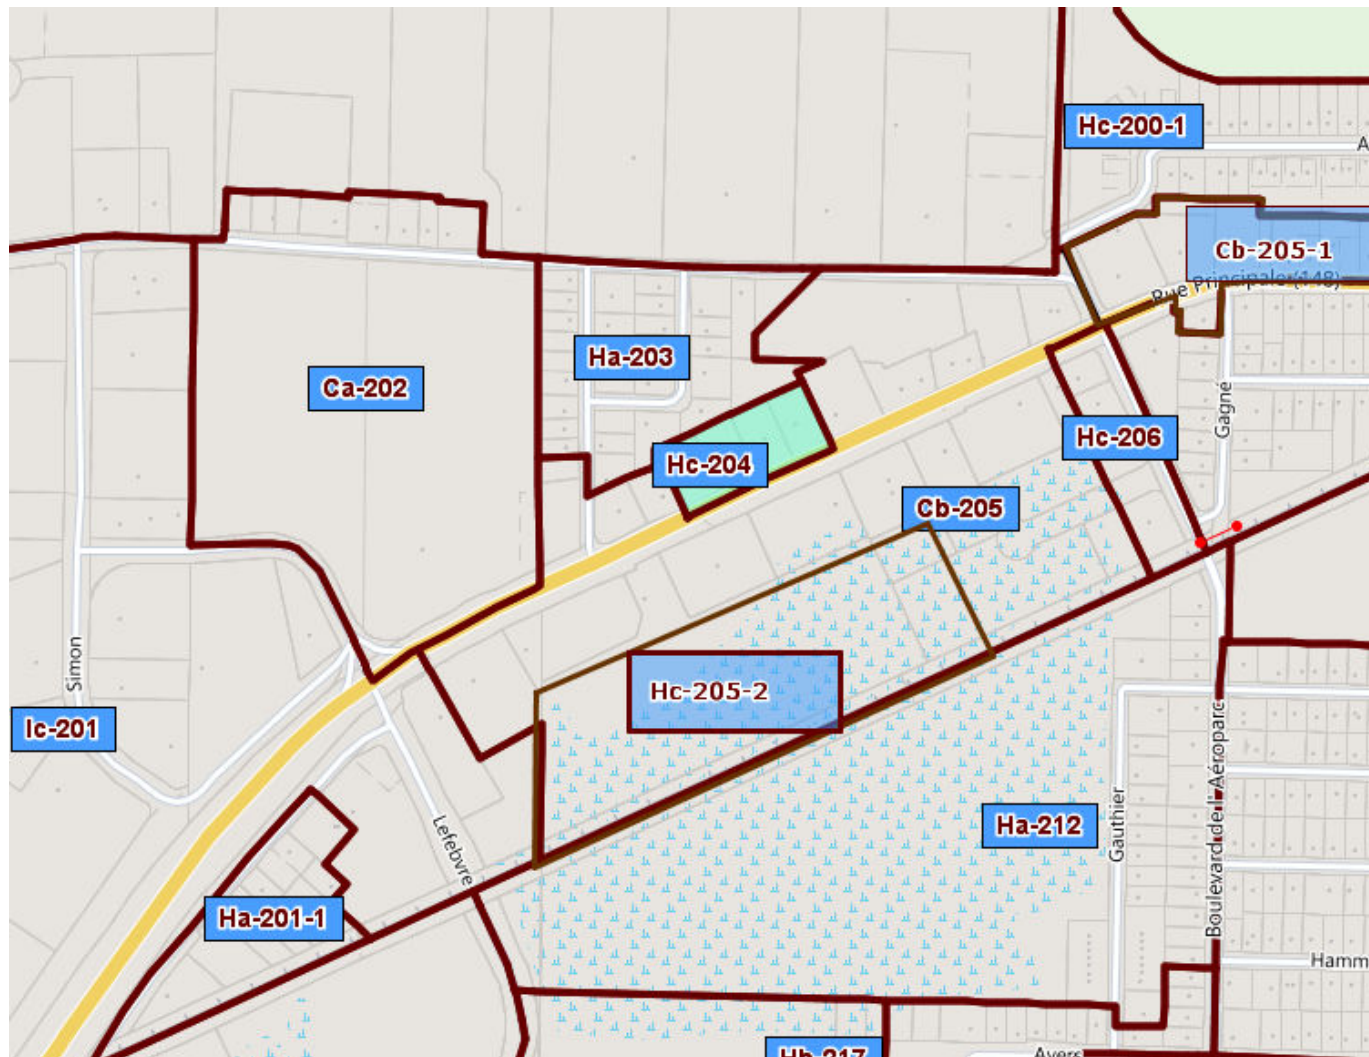 Hc-200-1
A
Cb-205-1
Rue Principale (148)
Ha-203
Ca-202
Gagné
Hc-206
Hc-204
Cb-205
Simon
Hc-205-2
Ic-201
Boulevard de l'Aéroparc
Ha-212
Gauthier
Lefebvre
Ha-201-1
Hamm
Hb-217
Ayers